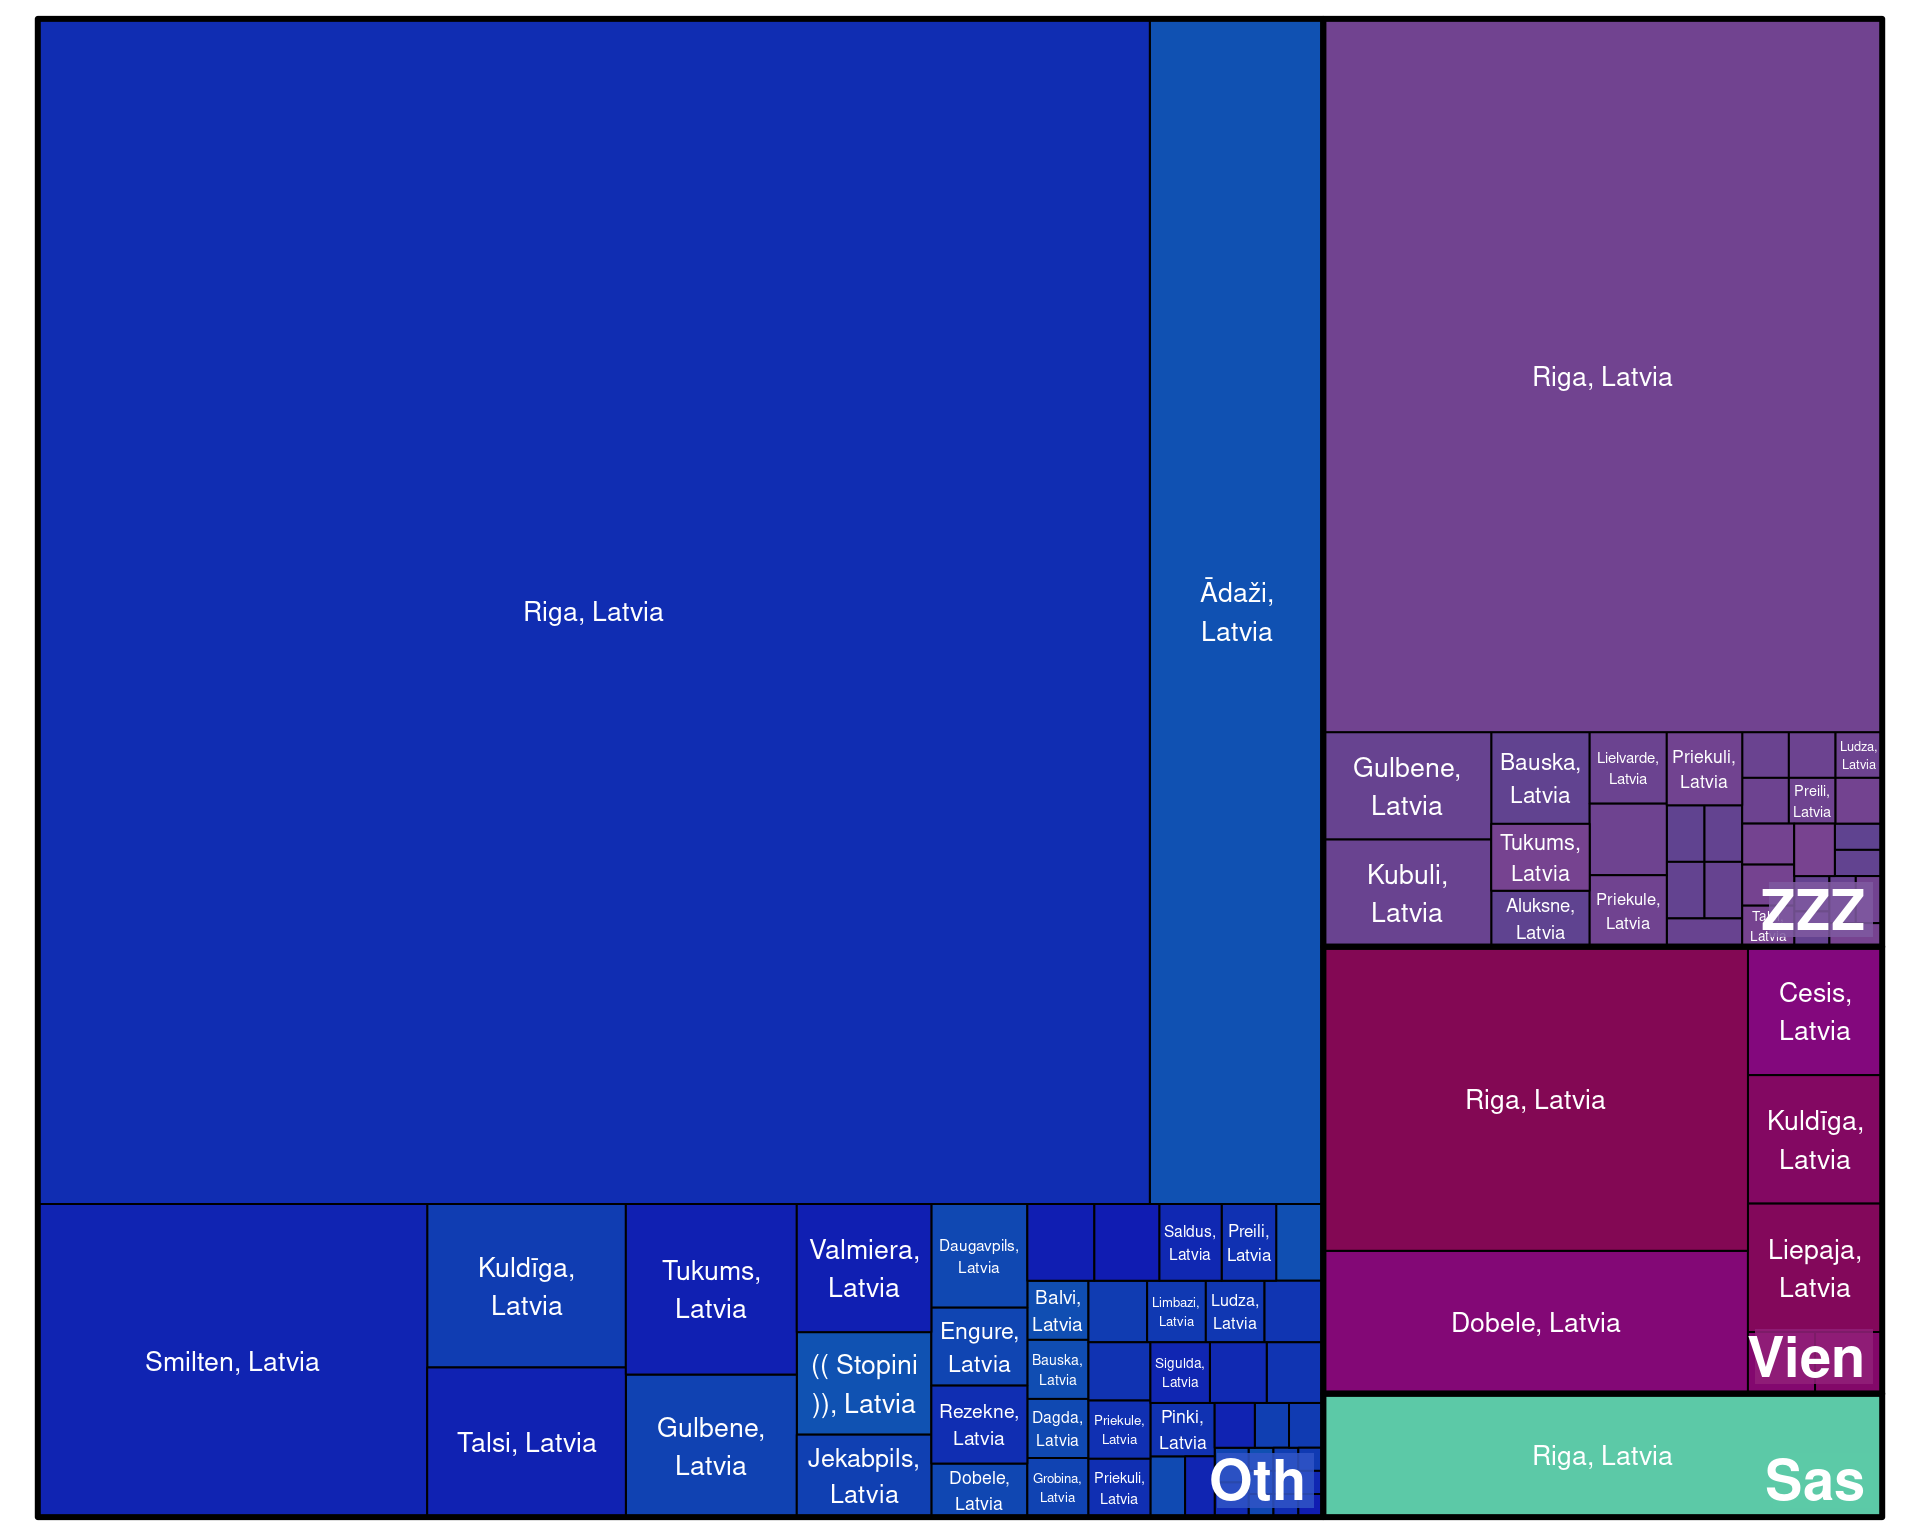 Riga, Latvia
Ādaži,
Latvia
Smilten, Latvia
Kuldīga,
Latvia
Talsi, Latvia
Tukums,
Latvia
Gulbene,
Latvia
Valmiera,
Latvia
(( Stopini
)), Latvia
Jekabpils,
Latvia
Daugavpils,
Latvia
Engure,
Latvia
Rezekne,
Latvia
Dobele,
Latvia
Saldus,
Latvia
Preili,
Latvia
Balvi,
Latvia
Limbazi,
Latvia
Ludza,
Latvia
Bauska,
Latvia
Sigulda,
Latvia
Dagda,
Latvia
Priekule,
Latvia
Pinki,
Latvia
Grobina,
Latvia
Priekuli,
Latvia
Oth
Riga, Latvia
Gulbene,
Latvia
Kubuli,
Latvia
Bauska,
Latvia
Tukums,
Latvia
Aluksne,
Latvia
Lielvarde,
Latvia
Priekule,
Latvia
Priekuli,
Latvia
Ludza,
Latvia
Preili,
Latvia
Latvia
ZZZ
Riga, Latvia
Dobele, Latvia
Cesis,
Latvia
Kuldīga,
Latvia
Liepaja,
Latvia
Vien
Riga, Latvia
Sas